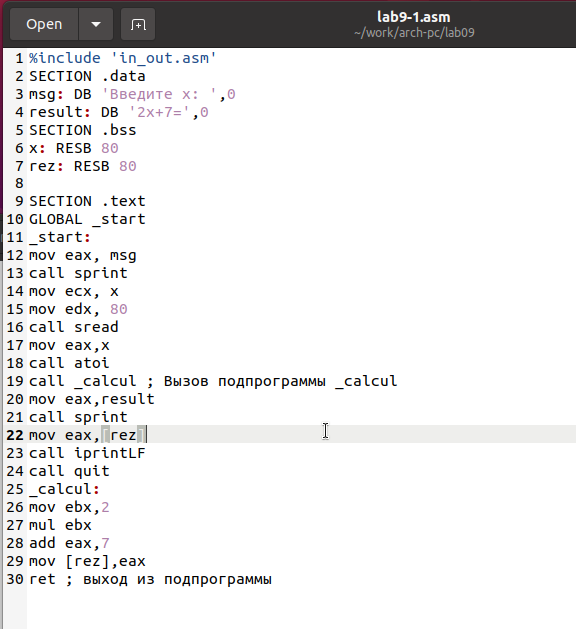 Open
lab9-1.asm
~/work/arch-pc/lab09
1 %include 'in_out.asm'
2 SECTION .data
3 msg: DB 'Введите x: ',0
4 result: DB '2x+7=',0
5 SECTION .bss
6 x: RESB 80
7 rez: RESB 80
8
9 SECTION .text
10 GLOBAL _start
11 _start:
12 mov eax, msg
13 call sprint
14 mov ecx, x
15 mov edx, 80
16 call sread
17 mov eax,x
18 call atoi
19 call _calcul ; Вызов подпрограммы _calcul
20 mov eax,result
21 call sprint
22 mov eax,[rez]
23 call iprintLF
24 call quit
25 _calcul:
26 mov ebx,2
27 mul ebx
28 add eax,7
29 mov [rez],eax
30 ret ; выход из подпрограммы